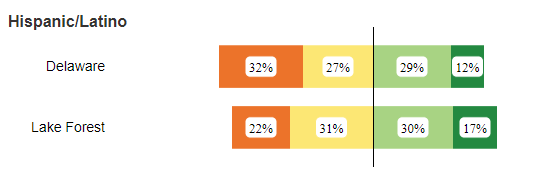 Hispanic/Latino
Delaware 32% 27% 29% 12%
Lake Forest 22% 31% 30% 17%